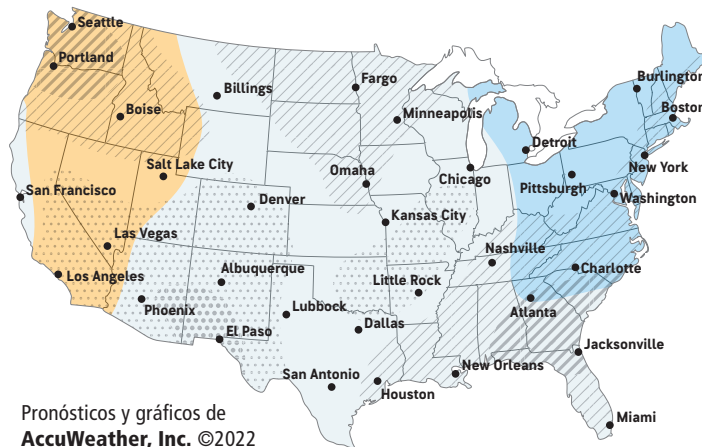 Seattle
Portland
Billings
Fargo
Burlington
Boise
Minneapolis
Boston
Detroit
Salt Lake City
Omaha
Chicago
New York
Pittsburgh
San Francisco
Denver
Kansas City
Washington
Las Vegas
Nashville
Los Angeles
Albuquerque
Little Rock
Charlotte
Phoenix
Lubbock
Atlanta
El Paso
Dallas
Jacksonville
San Antonio
New Orleans
Houston
Miami
Pronósticos y gráficos de
AccuWeather, Inc. ©2022